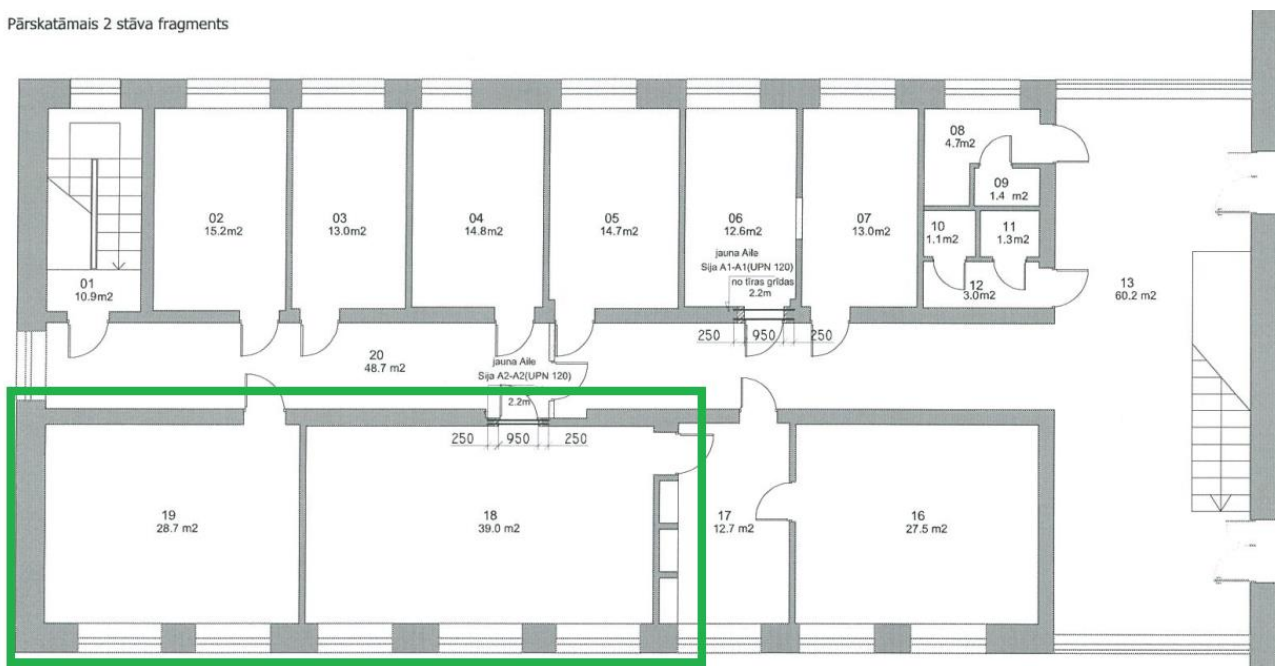 Pārskatāmais 2 stāva fragments
01
10.9m2
02
15.2m2
03
13.0m2
04
14.8m2
05
14.7m2
06
12.6m2
jauna Aile
Sija A1-A1(UPN 120)
no tīras grīdas
2.2m
250 950 250
07
13.0m2
08
4.7m2
09
1.4 m2
10
1.1m2
11
1.3m2
12
3.0m2
13
60.2 m2
20
48.7 m2
jauna Aile
Sija A2-A2(UPN 120)
2.2m
250 950 250
19
28.7 m2
18
39.0 m2
17
12.7 m2
16
27.5 m2